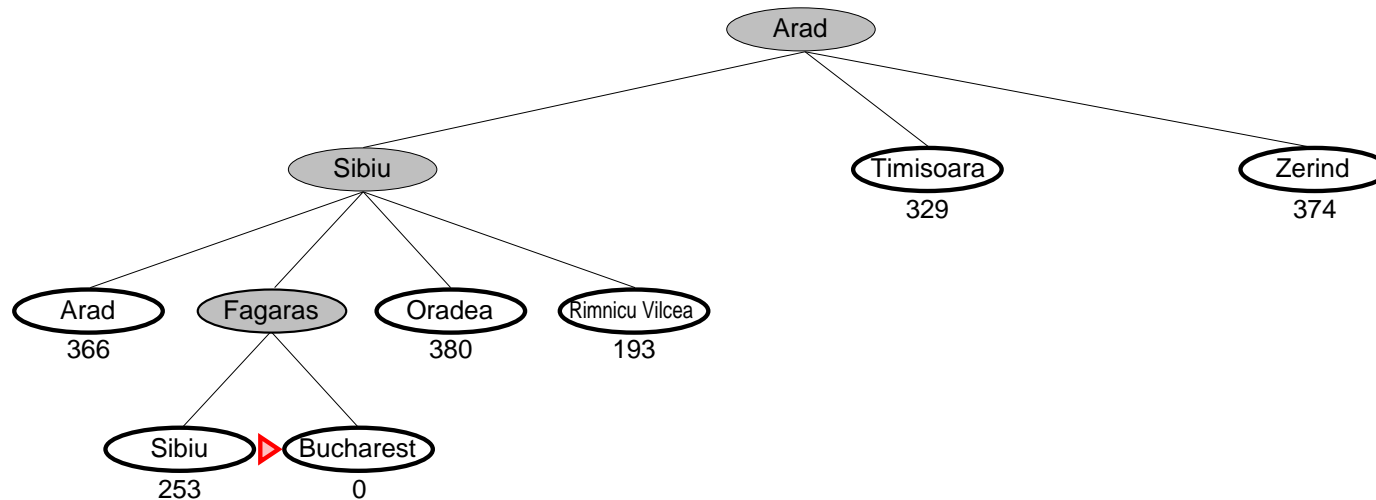 Arad
Sibiu
Timisoara
Zerind
329
374
Arad
Fagaras
Oradea
Rimnicu Vilcea
366
380
193
Sibiu
Bucharest
253
0